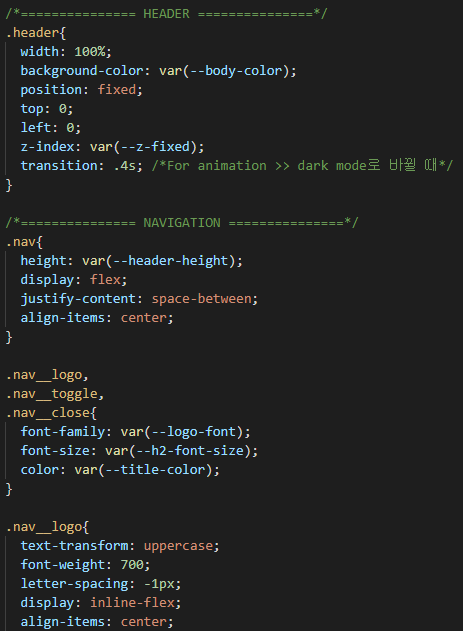 /*=============== HEADER ===============*/
.header{
  width: 100%;
  background-color: var(--body-color);
  position: fixed;
  top: 0;
  left: 0;
  z-index: var(--z-fixed);
  transition: .4s; /*For animation >> dark mode로 바뀔 때*/
}

/*=============== NAVIGATION ===============*/
.nav{
  height: var(--header-height);
  display: flex;
  justify-content: space-between;
  align-items: center;
}

.nav__logo,
.nav__toggle,
.nav__close{
  font-family: var(--logo-font);
  font-size: var(--h2-font-size);
  color: var(--title-color);
}

.nav__logo{
  text-transform: uppercase;
  font-weight: 700;
  letter-spacing: -1px;
  display: inline-flex;
  align-items: center;